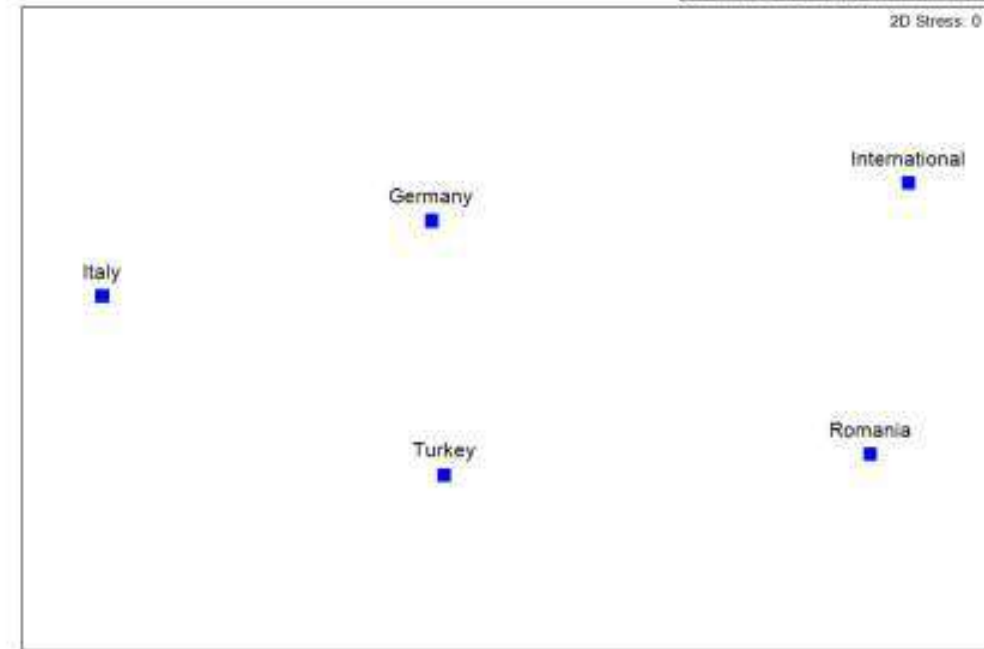 2D Stress: 0
International
Germany
Italy
Romania
Turkey